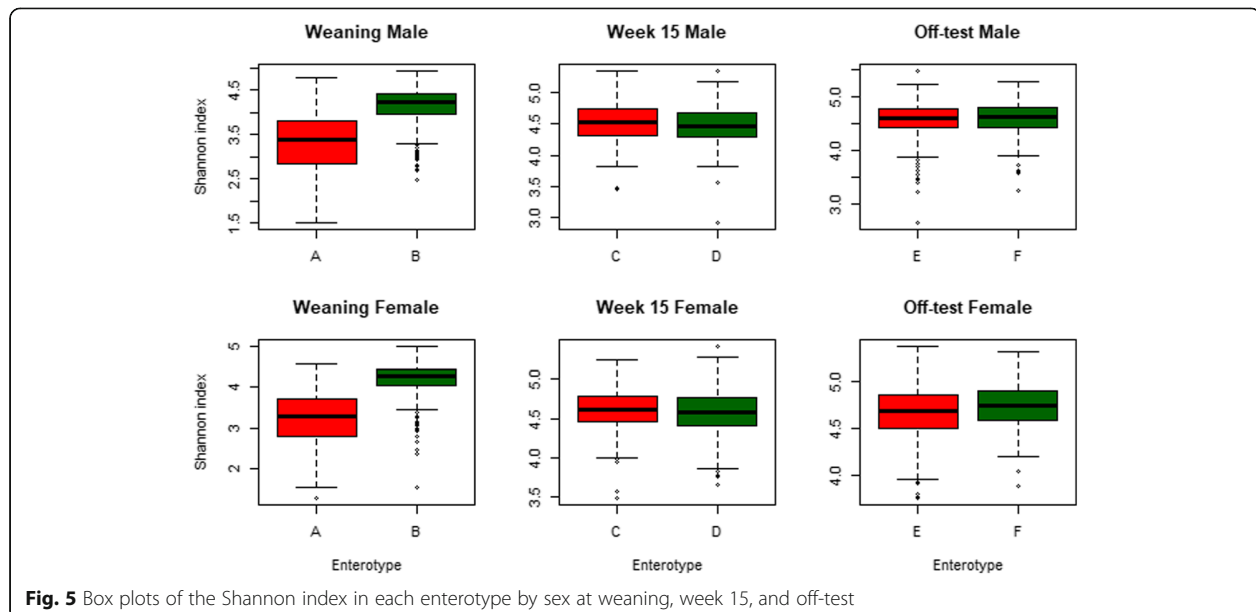 Weaning Male
Week 15 Male
Off-test Male
Shannon index
4.5
3.5
2.5
1.5
A
B
5.0
4.5
4.0
3.5
3.0
C
D
5.0
4.0
3.0
E
F
Weaning Female
Week 15 Female
Off-test Female
Shannon index
5
4
3
2
A
B
Enterotype
5.0
4.5
4.0
3.5
C
D
Enterotype
5.0
4.5
4.0
E
F
Enterotype
Fig. 5 Box plots of the Shannon index in each enterotype by sex at weaning, week 15, and off-test